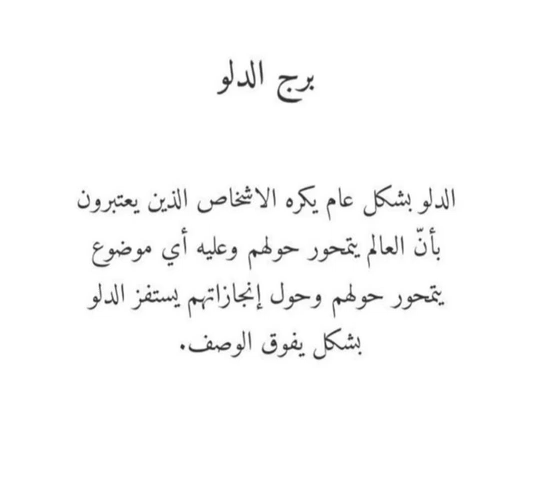 برج الدلو
الدلو بشكل عام يكره الاشخاص الذين يعتبرون
بأنّ العالم يتمحور حولهم وعليه أي موضوع
يتمحور حولهم وحول إنجازاتهم يستفز الدلو
بشكل يفوق الوصف.